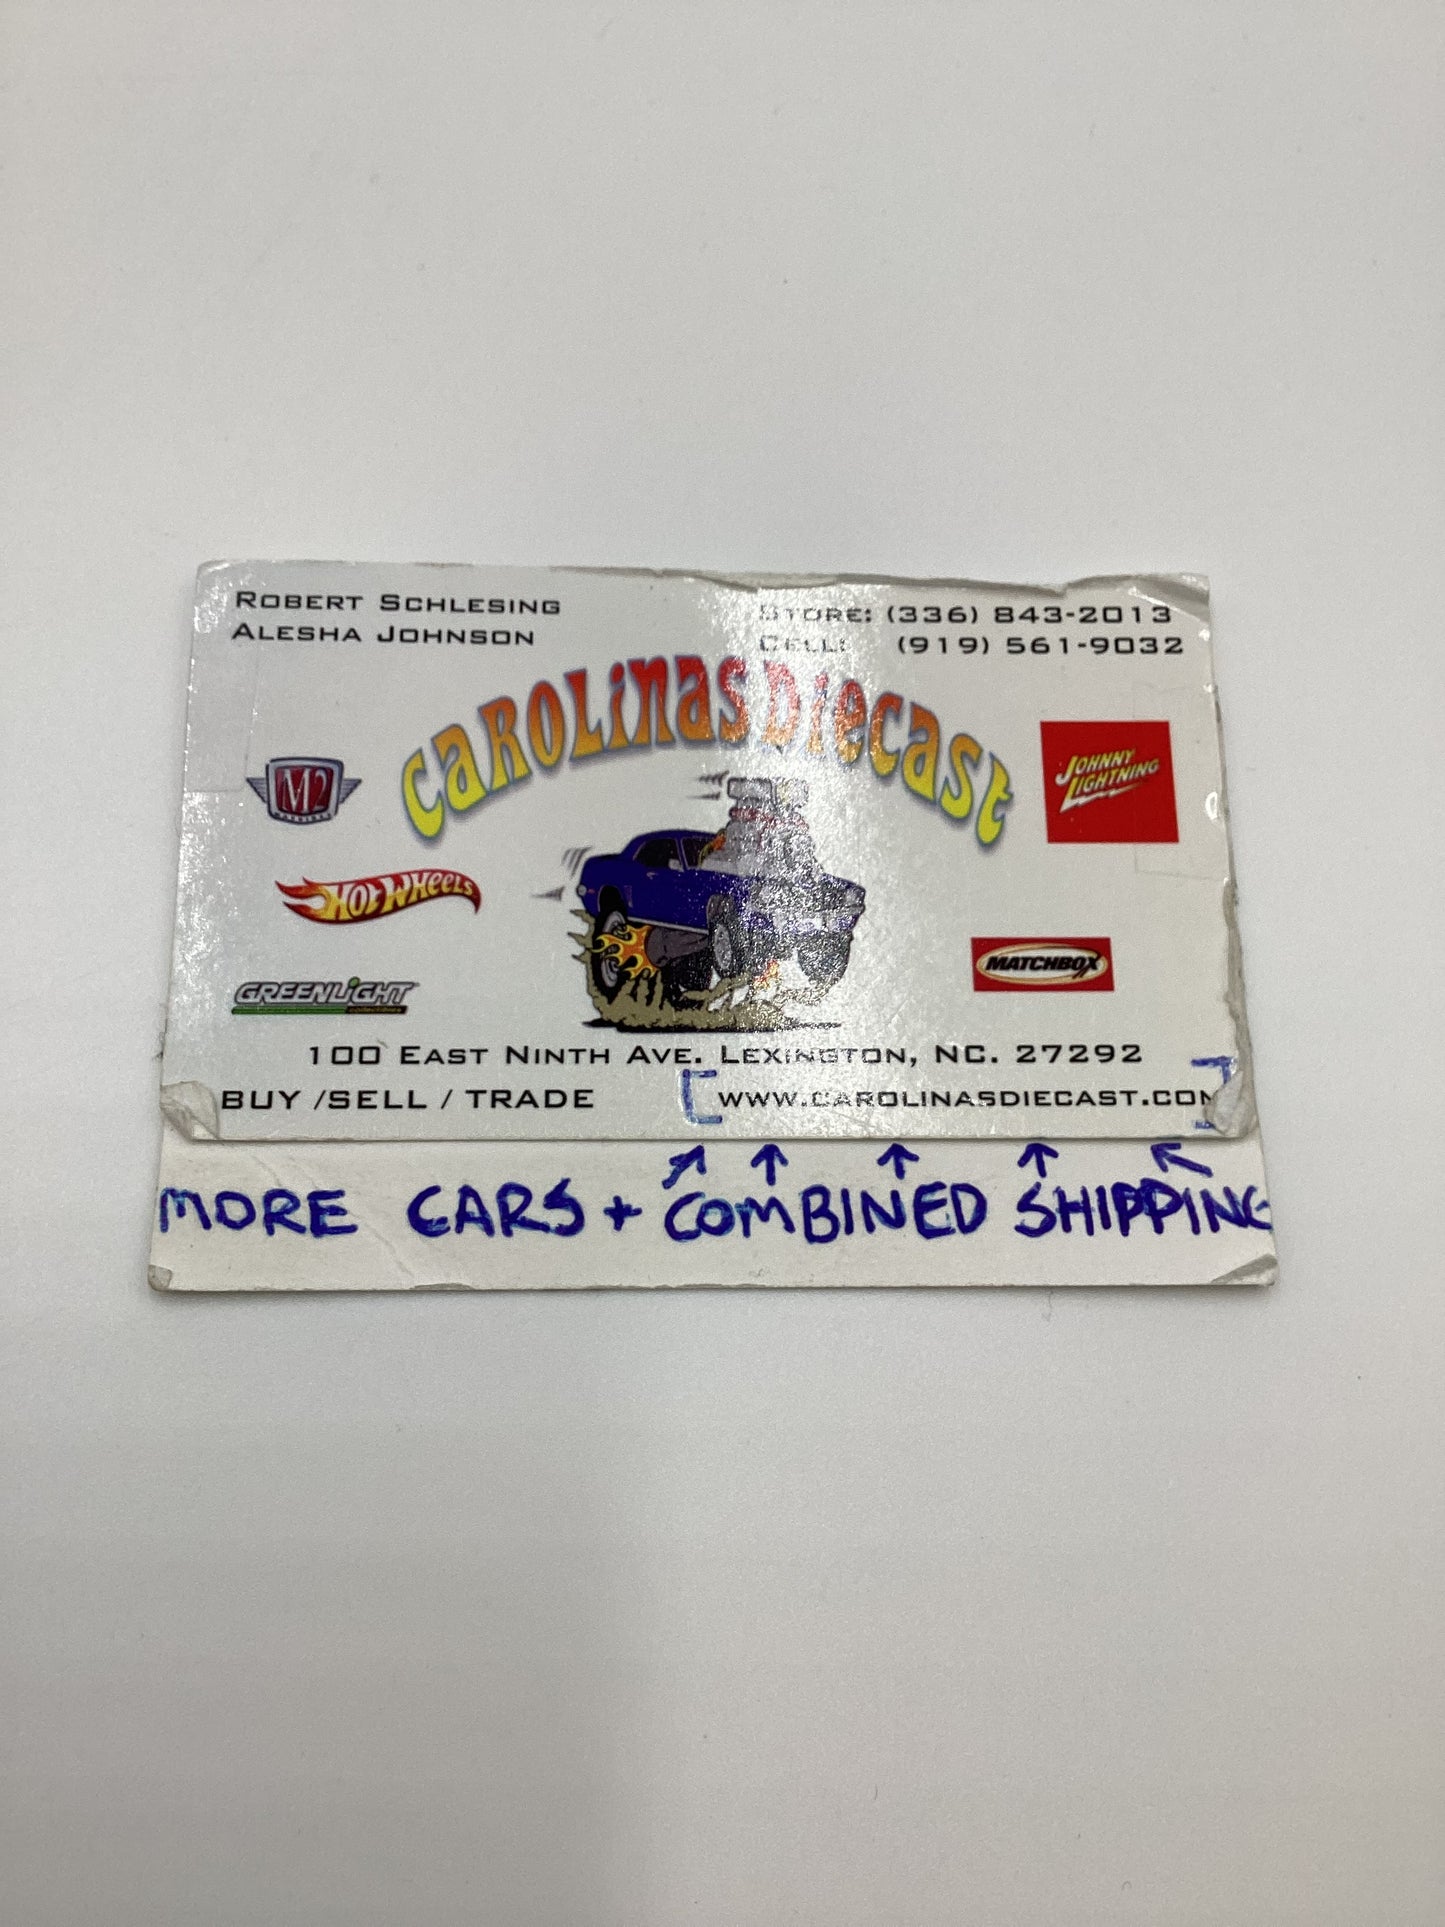 ROBERT SCHLESING
ALESHA JOHNSON
STORE: (336) 843-2013
CELL: (919) 561-9032
CAROLINAS DIECAST
M2
MACHINES
JOHNNY LIGHTNING
HOT WHEELS
MATCHBOX
GREENLIGHT
100 EAST NINTH AVE. LEXINGTON, NC. 27292
BUY /SELL / TRADE
WWW.CAROLINASDIECAST.COM
MORE CARS + COMBINED SHIPPING